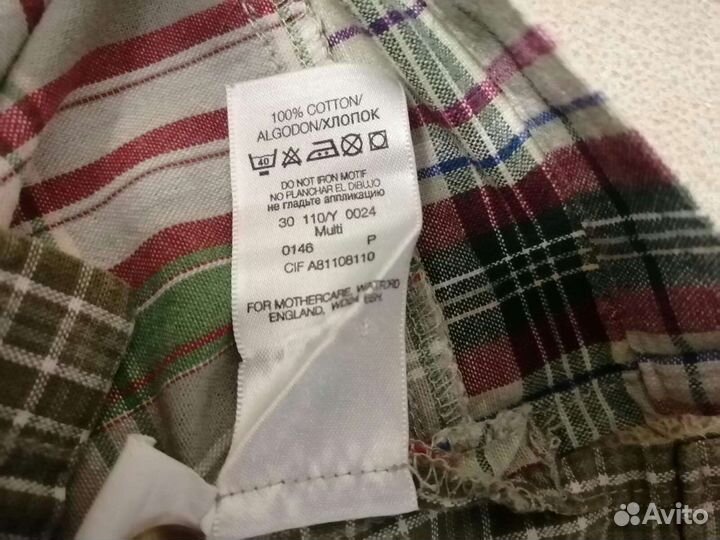 100% COTTON/
ALGODON/ХЛОПОК
40
DO NOT IRON MOTIF
NO PLANCHAR EL DIBUJO
не гладьте аппликацию
30 110/Y 0024
Multi
0146 P
CIF A81108110
FOR MOTHERCARE, WATFORD
ENGLAND, WD24
Avito